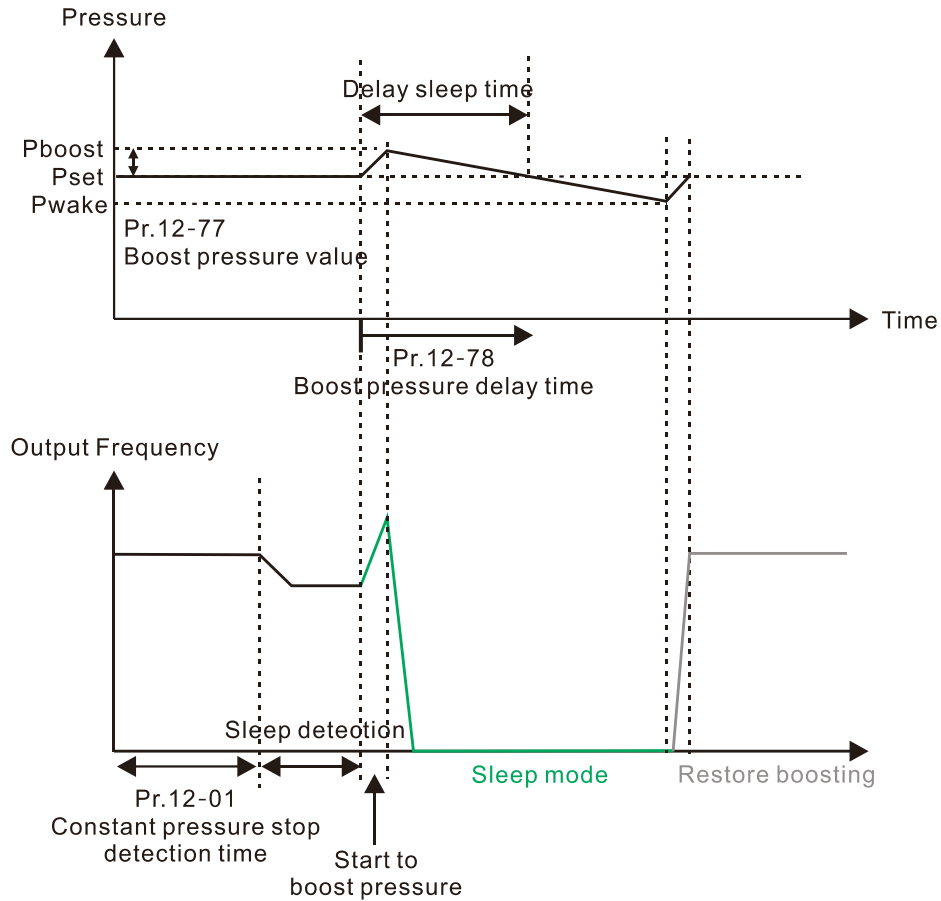 Pressure
Delay sleep time
Pboost
Pset
Pwake
Pr.12-77
Boost pressure value
Time
Pr.12-78
Boost pressure delay time
Output Frequency
Sleep detection
Sleep mode
Restore boosting
Pr.12-01
Constant pressure stop
detection time
Start to
boost pressure